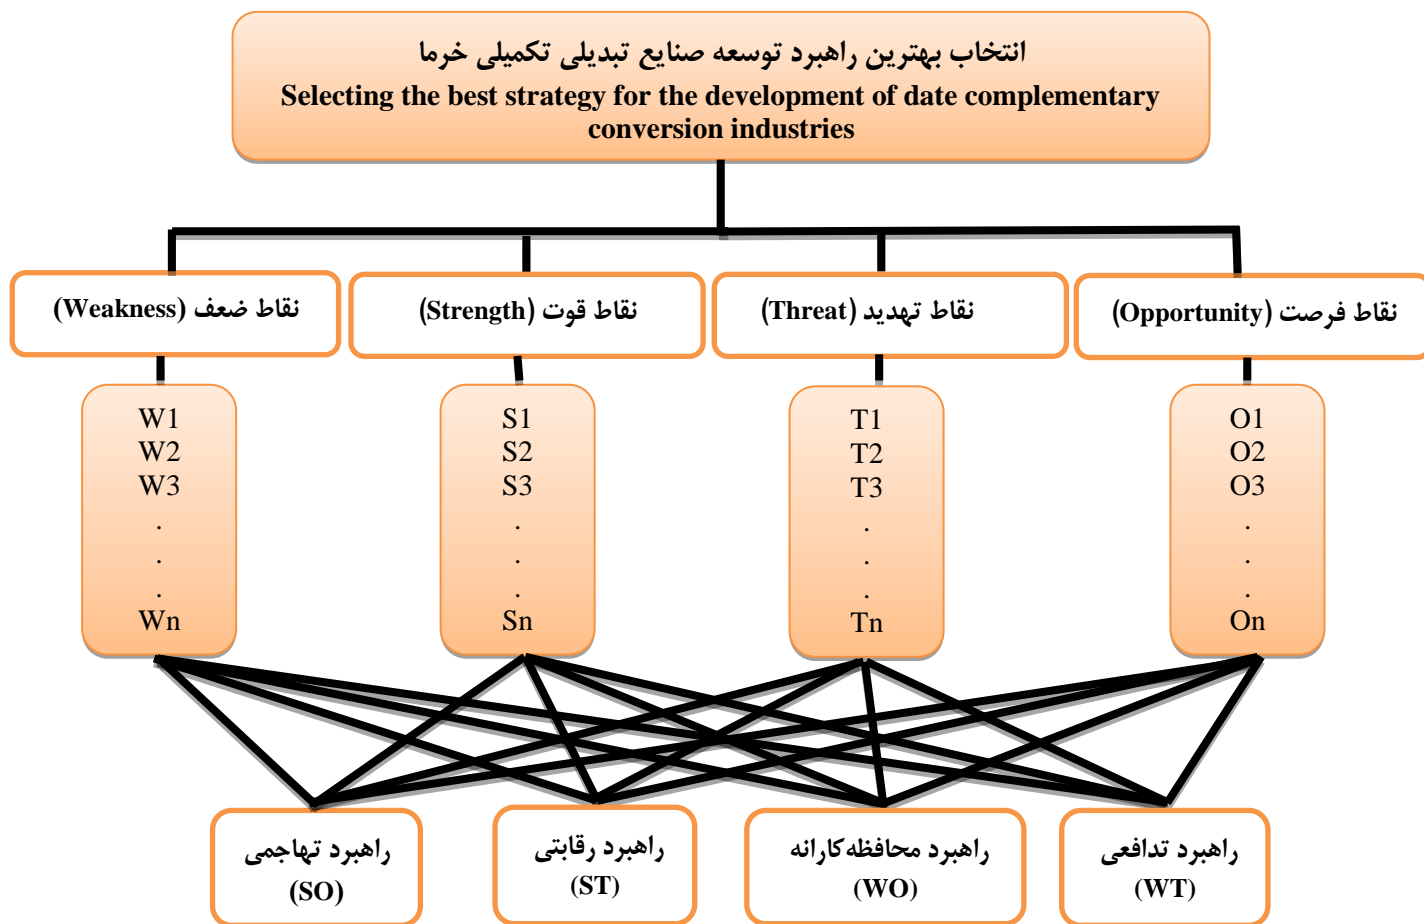 انتخاب بهترین راهبرد توسعه صنایع تبدیلی تکمیلی خرما
Selecting the best strategy for the development of date complementary
conversion industries
نقاط ضعف (Weakness)
نقاط قوت (Strength)
نقاط تهدید (Threat)
نقاط فرصت (Opportunity)
W1
W2
W3
.
.
.
Wn
S1
S2
S3
.
.
.
Sn
T1
T2
T3
.
.
.
Tn
O1
O2
O3
.
.
.
On
راهبرد تهاجمی
(SO)
راهبرد رقابتی
(ST)
راهبرد محافظه‌کارانه
(WO)
راهبرد تدافعی
(WT)